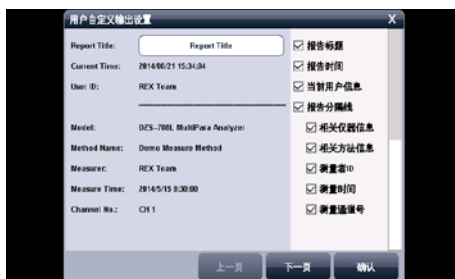 用户自定义输出设置 X
Report Title: Report Title
Current Time: 2014/08/21 15:34:04
User ID: REX Team
Model: DZS-708L MultiPara Analyzer
Method Name: Demo Measure Method
Measurer: REX Team
Measure Time: 2014/5/15 8:30:00
Channel No.: CH 1
报告标题
报告时间
当前用户信息
报告分隔线
相关仪器信息
相关方法信息
测量者ID
测量时间
测量通道号
上一页 下一页 确认